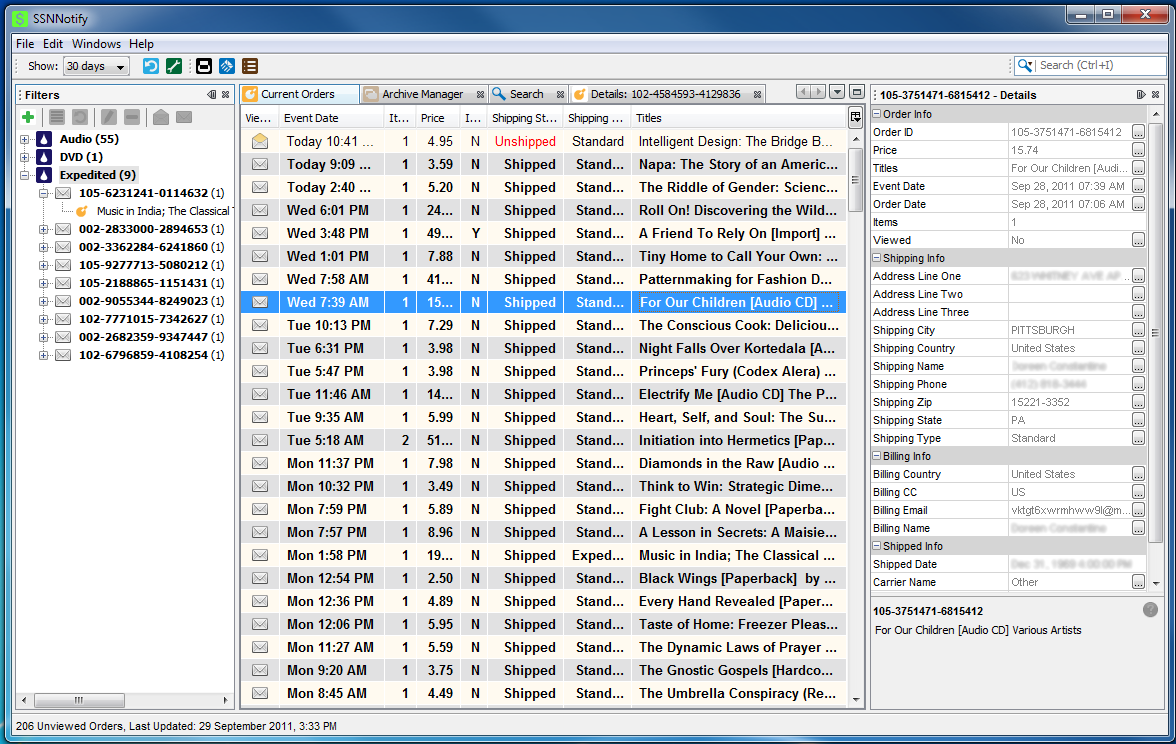 SSNNotify
File Edit Windows Help
Show: 30 days
Search (Ctrl+I)
Filters
Audio (55)
DVD (1)
Expedited (9)
105-6231241-0114632 (1)
Music in India; The Classical
002-2833000-2894653 (1)
002-3362284-6241860 (1)
105-9277713-5080212 (1)
105-2188865-1151431 (1)
002-9055344-8249023 (1)
102-7771015-7342627 (1)
002-2682359-9347447 (1)
102-6796859-4108254 (1)
Current Orders Archive Manager Search Details: 102-4584593-4129836
Vie... Event Date It... Price I... Shipping St... Shipping ... Titles
Today 10:41 ... 1 4.95 N Unshipped Standard Intelligent Design: The Bridge B...
Today 9:09 ... 1 3.59 N Shipped Stand... Napa: The Story of an Americ...
Today 2:40 ... 1 5.20 N Shipped Stand... The Riddle of Gender: Scienc...
Wed 6:01 PM 1 24... N Shipped Stand... Roll On! Discovering the Wild...
Wed 3:48 PM 1 49... Y Shipped Stand... A Friend To Rely On [Import] ...
Wed 1:01 PM 1 7.88 N Shipped Stand... Tiny Home to Call Your Own: ...
Wed 7:58 AM 1 41... N Shipped Stand... Patternmaking for Fashion D...
Wed 7:39 AM 1 15... N Shipped Stand... For Our Children [Audio CD] ...
Tue 10:13 PM 1 7.29 N Shipped Stand... The Conscious Cook: Deliciou...
Tue 6:31 PM 1 3.98 N Shipped Stand... Night Falls Over Kortedala [A...
Tue 5:47 PM 1 3.98 N Shipped Stand... Princeps' Fury (Codex Alera) ...
Tue 11:46 AM 1 14... N Shipped Stand... Electrify Me [Audio CD] The P...
Tue 9:35 AM 1 5.99 N Shipped Stand... Heart, Self, and Soul: The Su...
Tue 5:18 AM 2 51... N Shipped Stand... Initiation into Hermetics [Pap...
Mon 11:37 PM 1 7.98 N Shipped Stand... Diamonds in the Raw [Audio ...
Mon 10:32 PM 1 3.49 N Shipped Stand... Think to Win: Strategic Dime...
Mon 7:59 PM 1 5.89 N Shipped Stand... Fight Club: A Novel [Paperba...
Mon 7:57 PM 1 8.96 N Shipped Stand... A Lesson in Secrets: A Maisie...
Mon 1:58 PM 1 19... N Shipped Exped... Music in India; The Classical ...
Mon 12:54 PM 1 2.50 N Shipped Stand... Black Wings [Paperback] by ...
Mon 12:36 PM 1 4.89 N Shipped Stand... Every Hand Revealed [Paper...
Mon 12:06 PM 1 5.95 N Shipped Stand... Taste of Home: Freezer Pleas...
Mon 11:27 AM 1 5.99 N Shipped Stand... The Dynamic Laws of Prayer ...
Mon 9:20 AM 1 3.75 N Shipped Stand... The Gnostic Gospels [Hardco...
Mon 8:45 AM 1 4.49 N Shipped Stand... The Umbrella Conspiracy (Re...
105-3751471-6815412 - Details
Order Info
Order ID 105-3751471-6815412 ...
Price 15.74 ...
Titles For Our Children [Audio CD] V... ...
Event Date Sep 28, 2011 07:39 AM ...
Order Date Sep 28, 2011 07:06 AM ...
Items 1
Viewed No ...
Shipping Info
Address Line One ...
Address Line Two ...
Address Line Three ...
Shipping City PITTSBURGH ...
Shipping Country United States ...
Shipping Name ...
Shipping Phone ...
Shipping Zip 15221-3352 ...
Shipping State PA ...
Shipping Type Standard ...
Billing Info
Billing Country United States ...
Billing CC US ...
Billing Email vktgt6xwrmhwvv9l@m... ...
Billing Name ...
Shipped Info
Shipped Date
Carrier Name Other ...
105-3751471-6815412
For Our Children [Audio CD] Various Artists
206 Unviewed Orders, Last Updated: 29 September 2011, 3:33 PM